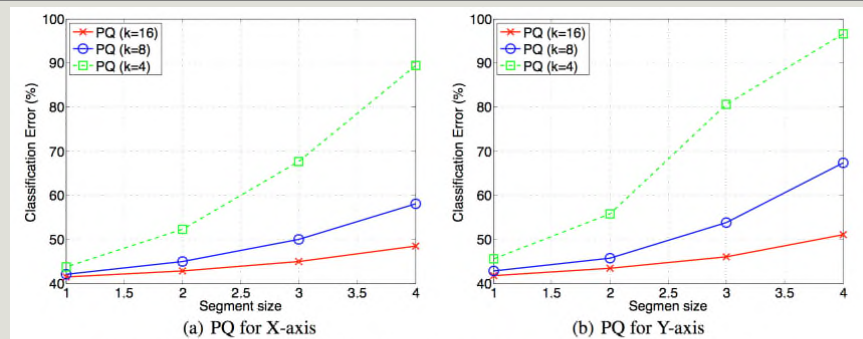 100
90
80
70
60
50
40
Classification Error (%)
PQ (k=16)
PQ (k=8)
PQ (k=4)
1 1.5 2 2.5 3 3.5 4
Segment size
(a) PQ for X-axis
100
90
80
70
60
50
40
Classification Error (%)
PQ (k=16)
PQ (k=8)
PQ (k=4)
1 1.5 2 2.5 3 3.5 4
Segmen size
(b) PQ for Y-axis